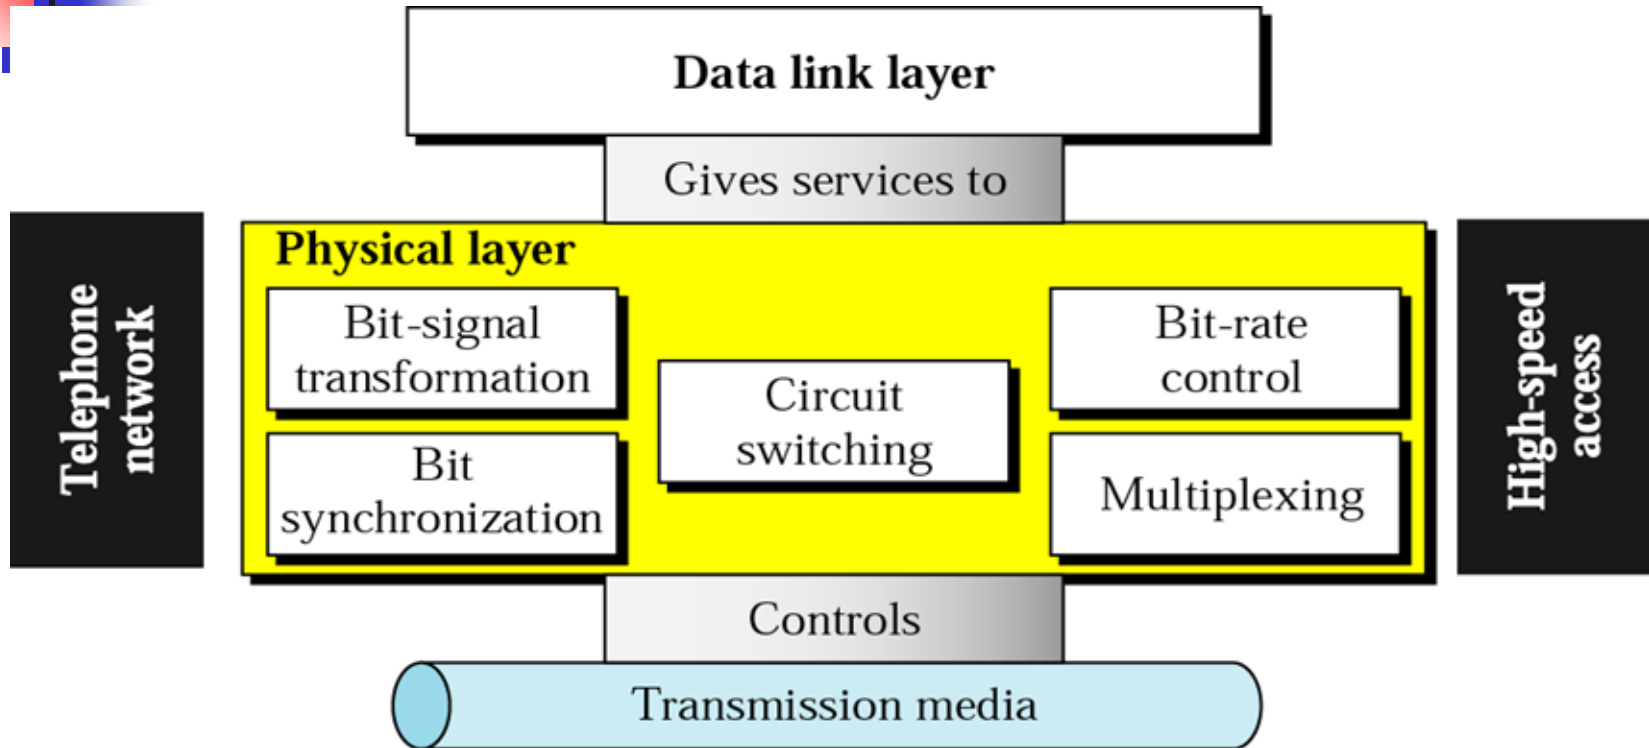 Data link layer
Gives services to
Telephone
network
Physical layer
Bit-signal
transformation
Bit
synchronization
Circuit
switching
Bit-rate
control
Multiplexing
High-speed
access
Controls
Transmission media